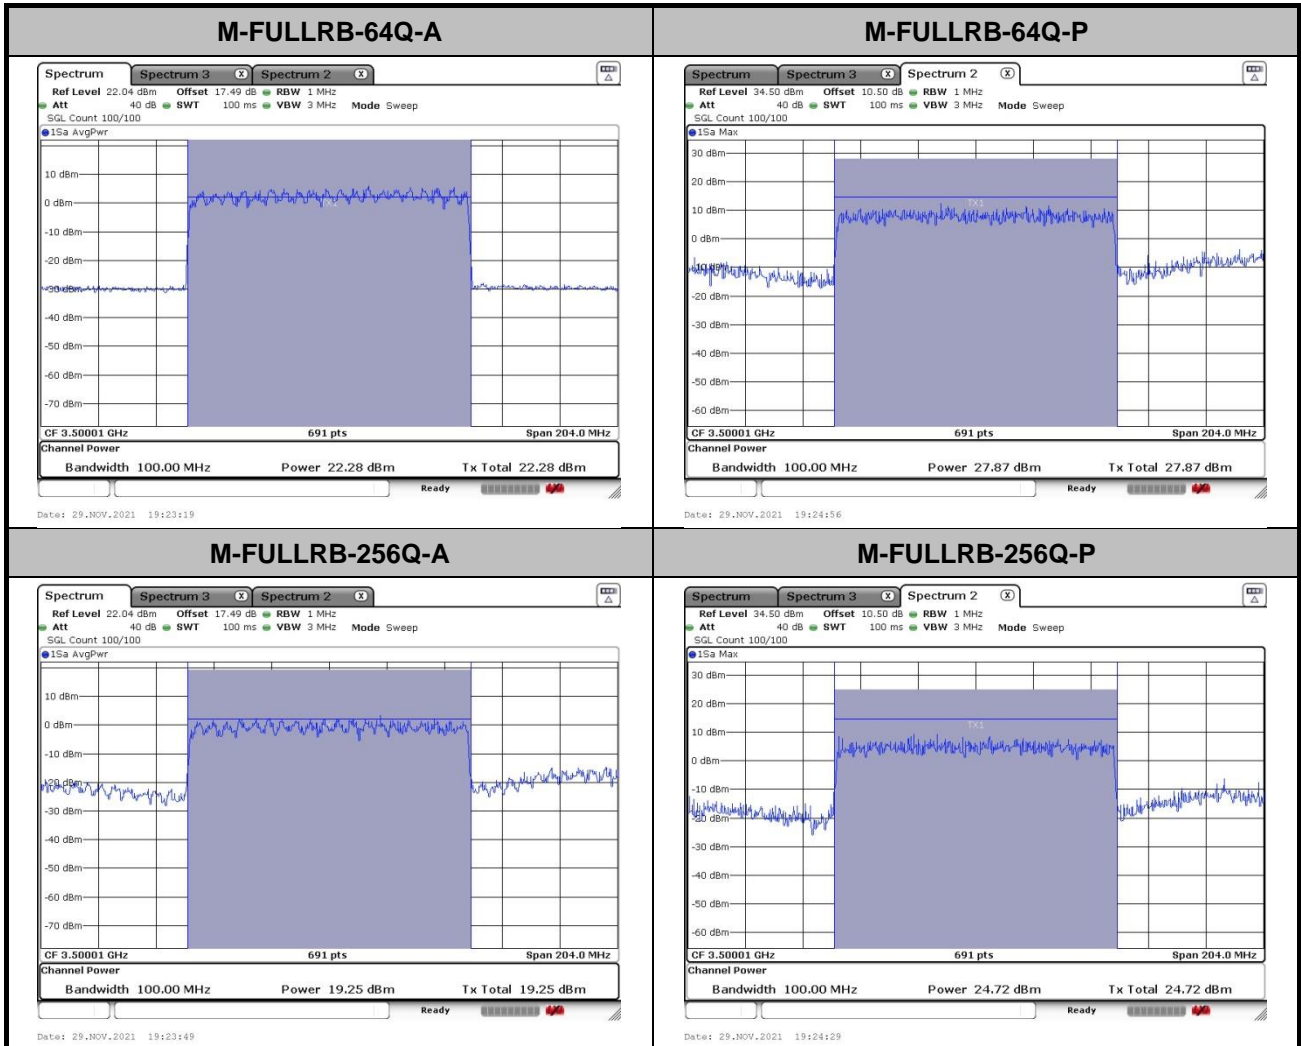 M-FULLRB-64Q-A
Spectrum Spectrum 3 X Spectrum 2 X
Ref Level 22.04 dBm Offset 17.49 dB RBW 1 MHz
Att 40 dB SWT 100 ms VBW 3 MHz Mode Sweep
SGL Count 100/100
1Sa AvgPwr
10 dBm
0 dBm
-10 dBm
-20 dBm
-30 dBm
-40 dBm
-50 dBm
-60 dBm
-70 dBm
TX1
CF 3.50001 GHz 691 pts Span 204.0 MHz
Channel Power
Bandwidth 100.00 MHz Power 22.28 dBm Tx Total 22.28 dBm
Ready
Date: 29.NOV.2021 19:23:19
M-FULLRB-64Q-P
Spectrum Spectrum 3 X Spectrum 2 X
Ref Level 34.50 dBm Offset 10.50 dB RBW 1 MHz
Att 40 dB SWT 100 ms VBW 3 MHz Mode Sweep
SGL Count 100/100
1Sa Max
30 dBm
20 dBm
10 dBm
0 dBm
-10 dBm
-20 dBm
-30 dBm
-40 dBm
-50 dBm
-60 dBm
TX1
CF 3.50001 GHz 691 pts Span 204.0 MHz
Channel Power
Bandwidth 100.00 MHz Power 27.87 dBm Tx Total 27.87 dBm
Ready
Date: 29.NOV.2021 19:24:56
M-FULLRB-256Q-A
Spectrum Spectrum 3 X Spectrum 2 X
Ref Level 22.04 dBm Offset 17.49 dB RBW 1 MHz
Att 40 dB SWT 100 ms VBW 3 MHz Mode Sweep
SGL Count 100/100
1Sa AvgPwr
10 dBm
0 dBm
-10 dBm
-20 dBm
-30 dBm
-40 dBm
-50 dBm
-60 dBm
-70 dBm
CF 3.50001 GHz 691 pts Span 204.0 MHz
Channel Power
Bandwidth 100.00 MHz Power 19.25 dBm Tx Total 19.25 dBm
Ready
Date: 29.NOV.2021 19:23:49
M-FULLRB-256Q-P
Spectrum Spectrum 3 X Spectrum 2 X
Ref Level 34.50 dBm Offset 10.50 dB RBW 1 MHz
Att 40 dB SWT 100 ms VBW 3 MHz Mode Sweep
SGL Count 100/100
1Sa Max
30 dBm
20 dBm
10 dBm
0 dBm
-10 dBm
-20 dBm
-30 dBm
-40 dBm
-50 dBm
-60 dBm
TX1
CF 3.50001 GHz 691 pts Span 204.0 MHz
Channel Power
Bandwidth 100.00 MHz Power 24.72 dBm Tx Total 24.72 dBm
Ready
Date: 29.NOV.2021 19:24:29